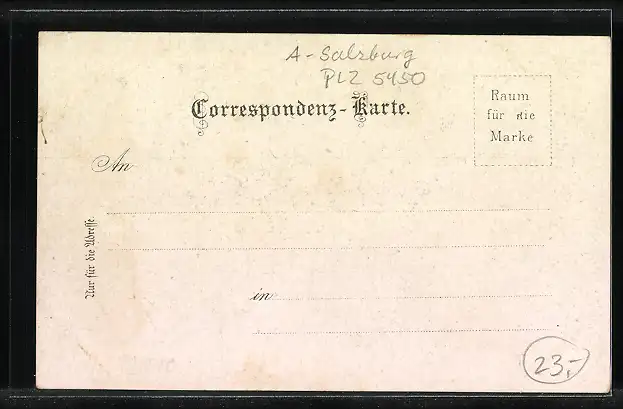 A-Salzburg
PLZ 5450
Correspondenz-Karte.
Raum
für die
Marke
An
Nur für die Adresse.
in
23,-